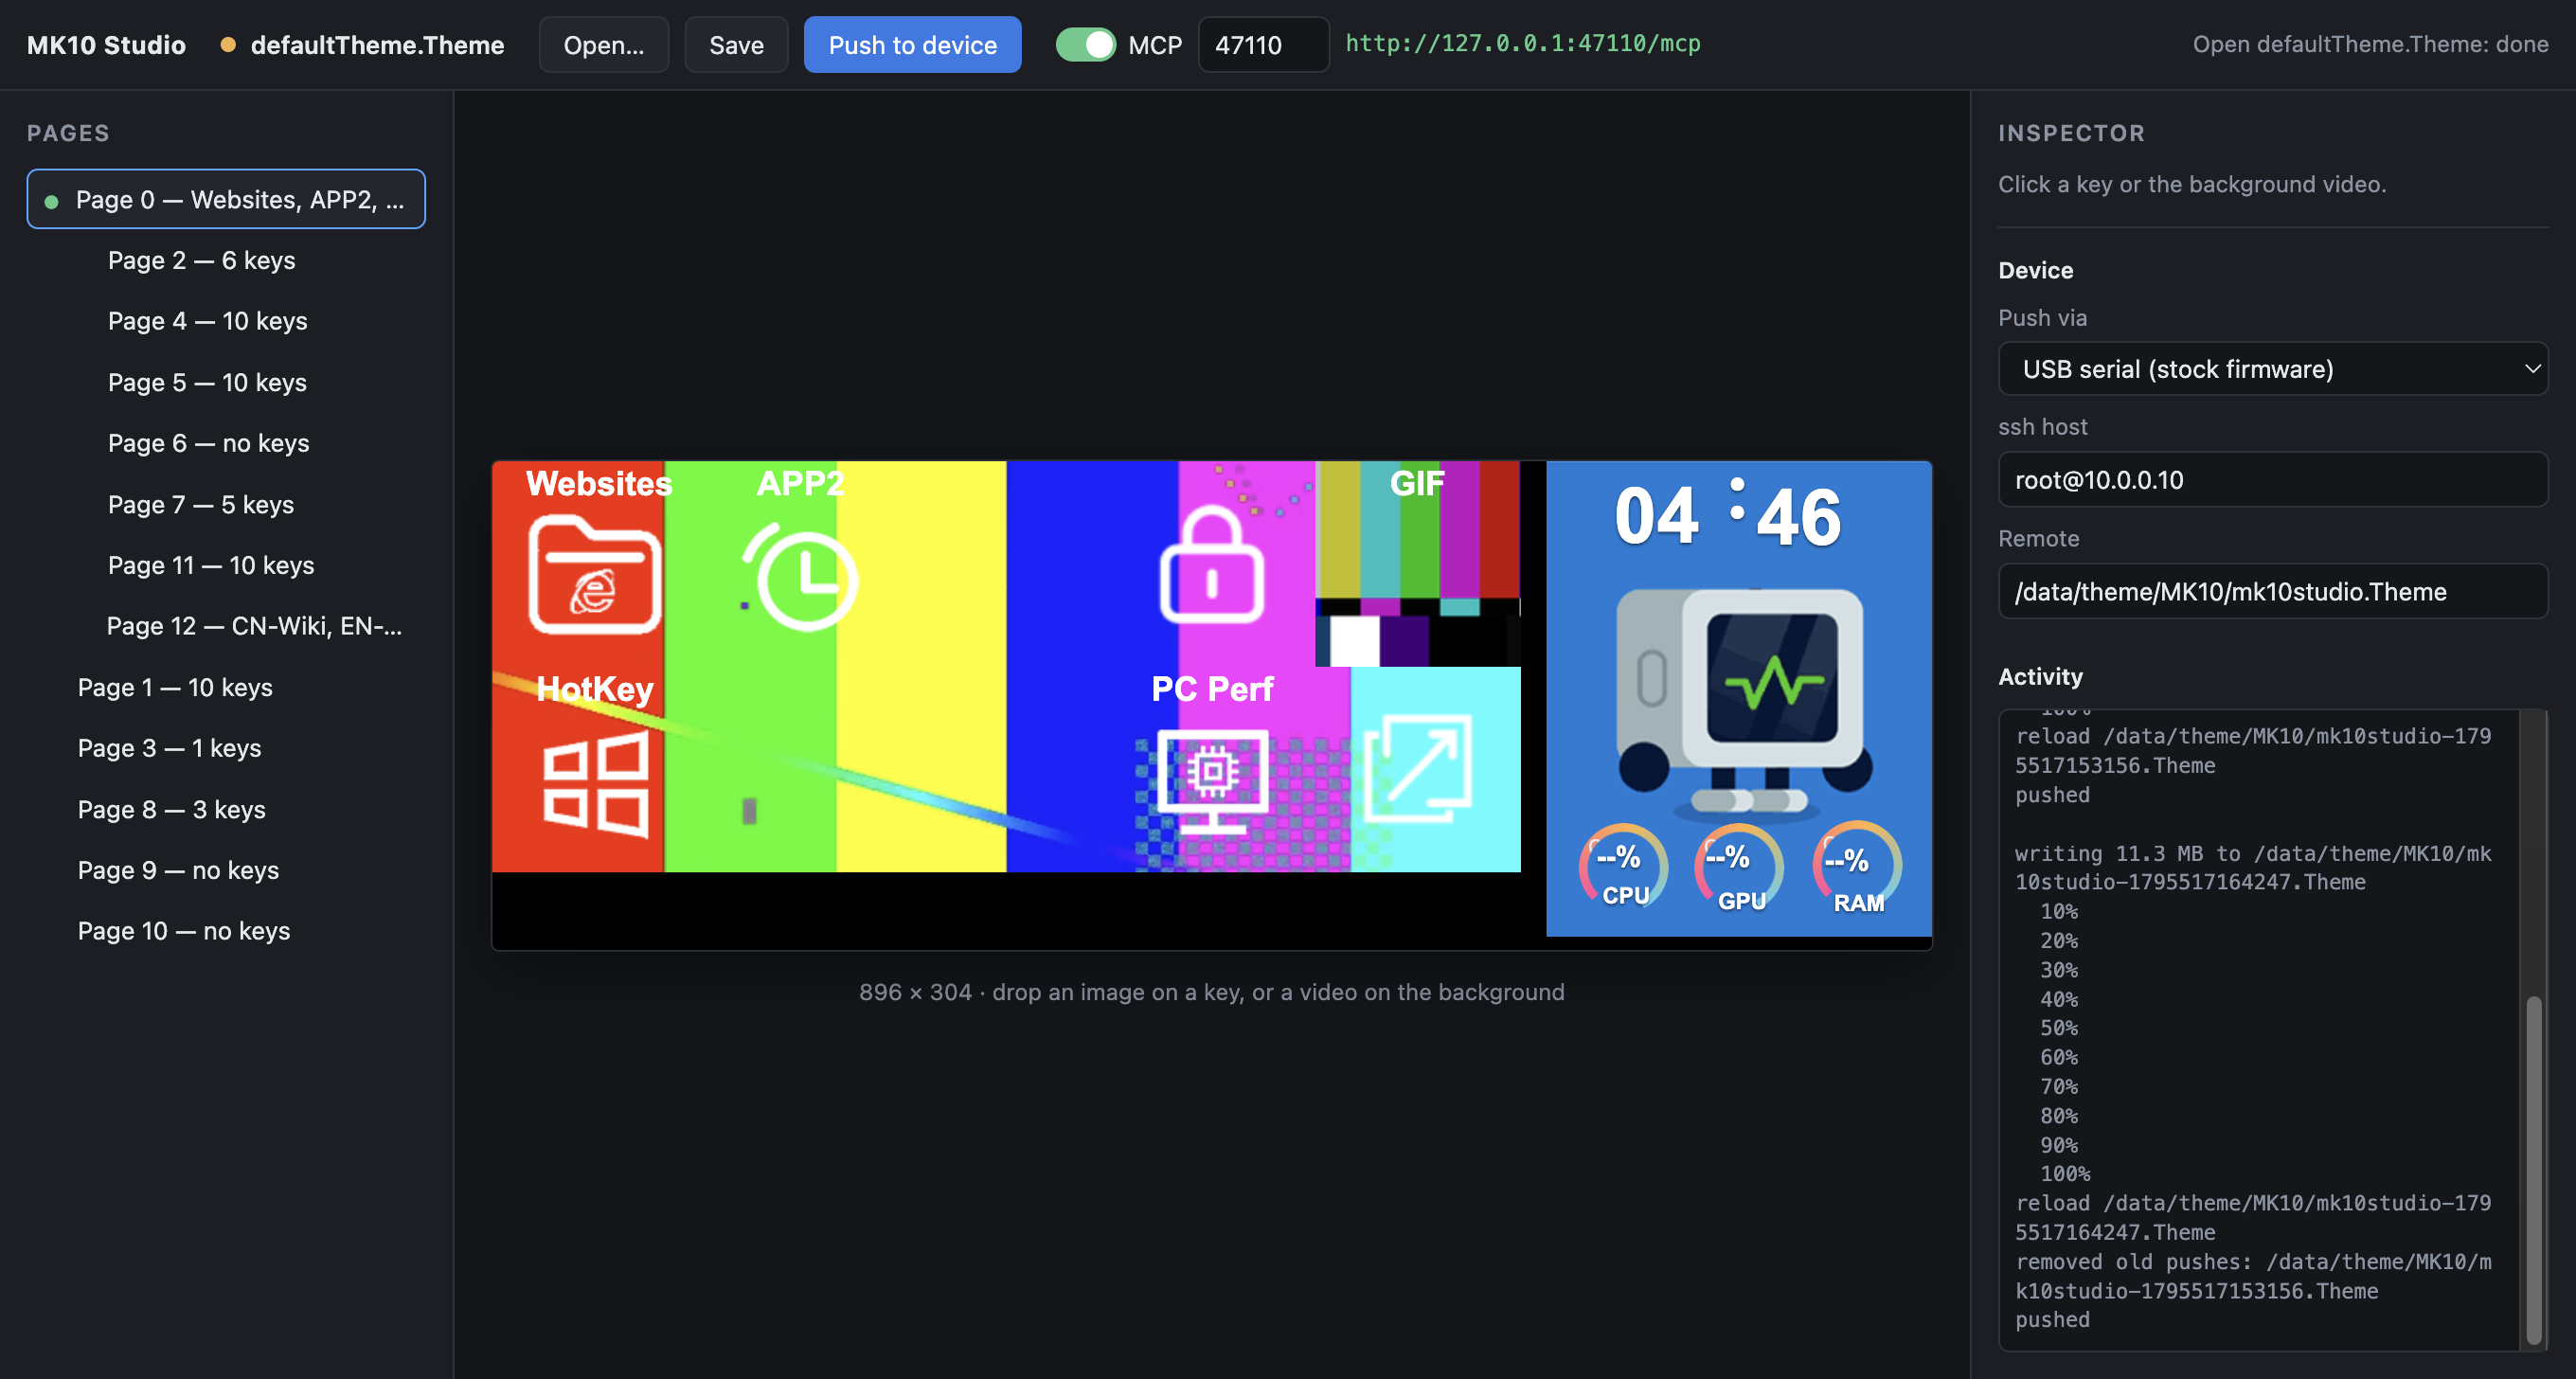 MK10 Studio
defaultTheme.Theme
Open...
Save
Push to device
MCP
47110
http://127.0.0.1:47110/mcp
Open defaultTheme.Theme: done
PAGES
Page 0 — Websites, APP2, ...
Page 2 — 6 keys
Page 4 — 10 keys
Page 5 — 10 keys
Page 6 — no keys
Page 7 — 5 keys
Page 11 — 10 keys
Page 12 — CN-Wiki, EN-...
Page 1 — 10 keys
Page 3 — 1 keys
Page 8 — 3 keys
Page 9 — no keys
Page 10 — no keys
Websites
APP2
GIF
HotKey
PC Perf
04 : 46
--%
CPU
--%
GPU
--%
RAM
896 × 304 · drop an image on a key, or a video on the background
INSPECTOR
Click a key or the background video.
Device
Push via
USB serial (stock firmware)
ssh host
root@10.0.0.10
Remote
/data/theme/MK10/mk10studio.Theme
Activity
100%
reload /data/theme/MK10/mk10studio-179
5517153156.Theme
pushed
writing 11.3 MB to /data/theme/MK10/mk
10studio-1795517164247.Theme
10%
20%
30%
40%
50%
60%
70%
80%
90%
100%
reload /data/theme/MK10/mk10studio-179
5517164247.Theme
removed old pushes: /data/theme/MK10/m
k10studio-1795517153156.Theme
pushed